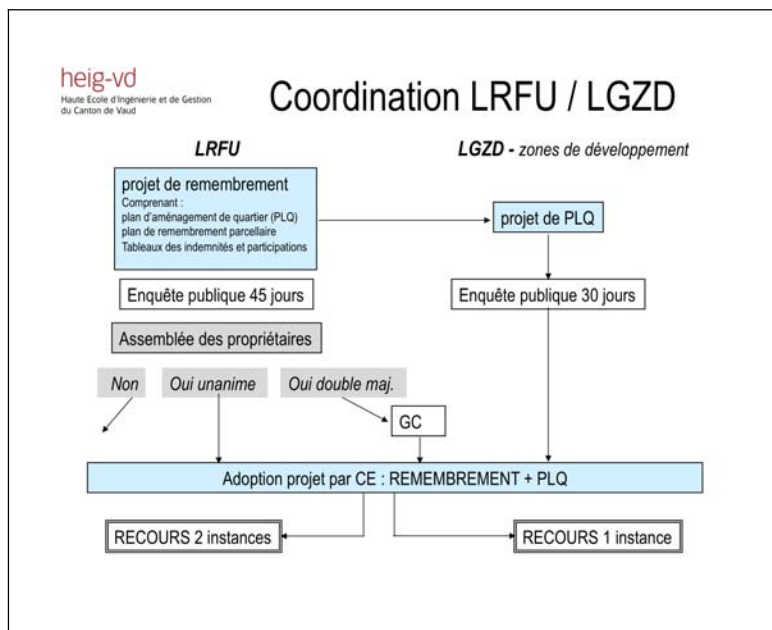 heig-vd
Haute Ecole d'Ingénierie et de Gestion
du Canton de Vaud
Coordination LRFU / LGZD
LRFU
LGZD - zones de développement
projet de remembrement
Comprenant :
plan d'aménagement de quartier (PLQ)
plan de remembrement parcellaire
Tableaux des indemnités et participations
projet de PLQ
Enquête publique 45 jours
Enquête publique 30 jours
Assemblée des propriétaires
Non
Oui unanime
Oui double maj.
GC
Adoption projet par CE : REMEMBREMENT + PLQ
RECOURS 2 instances
RECOURS 1 instance